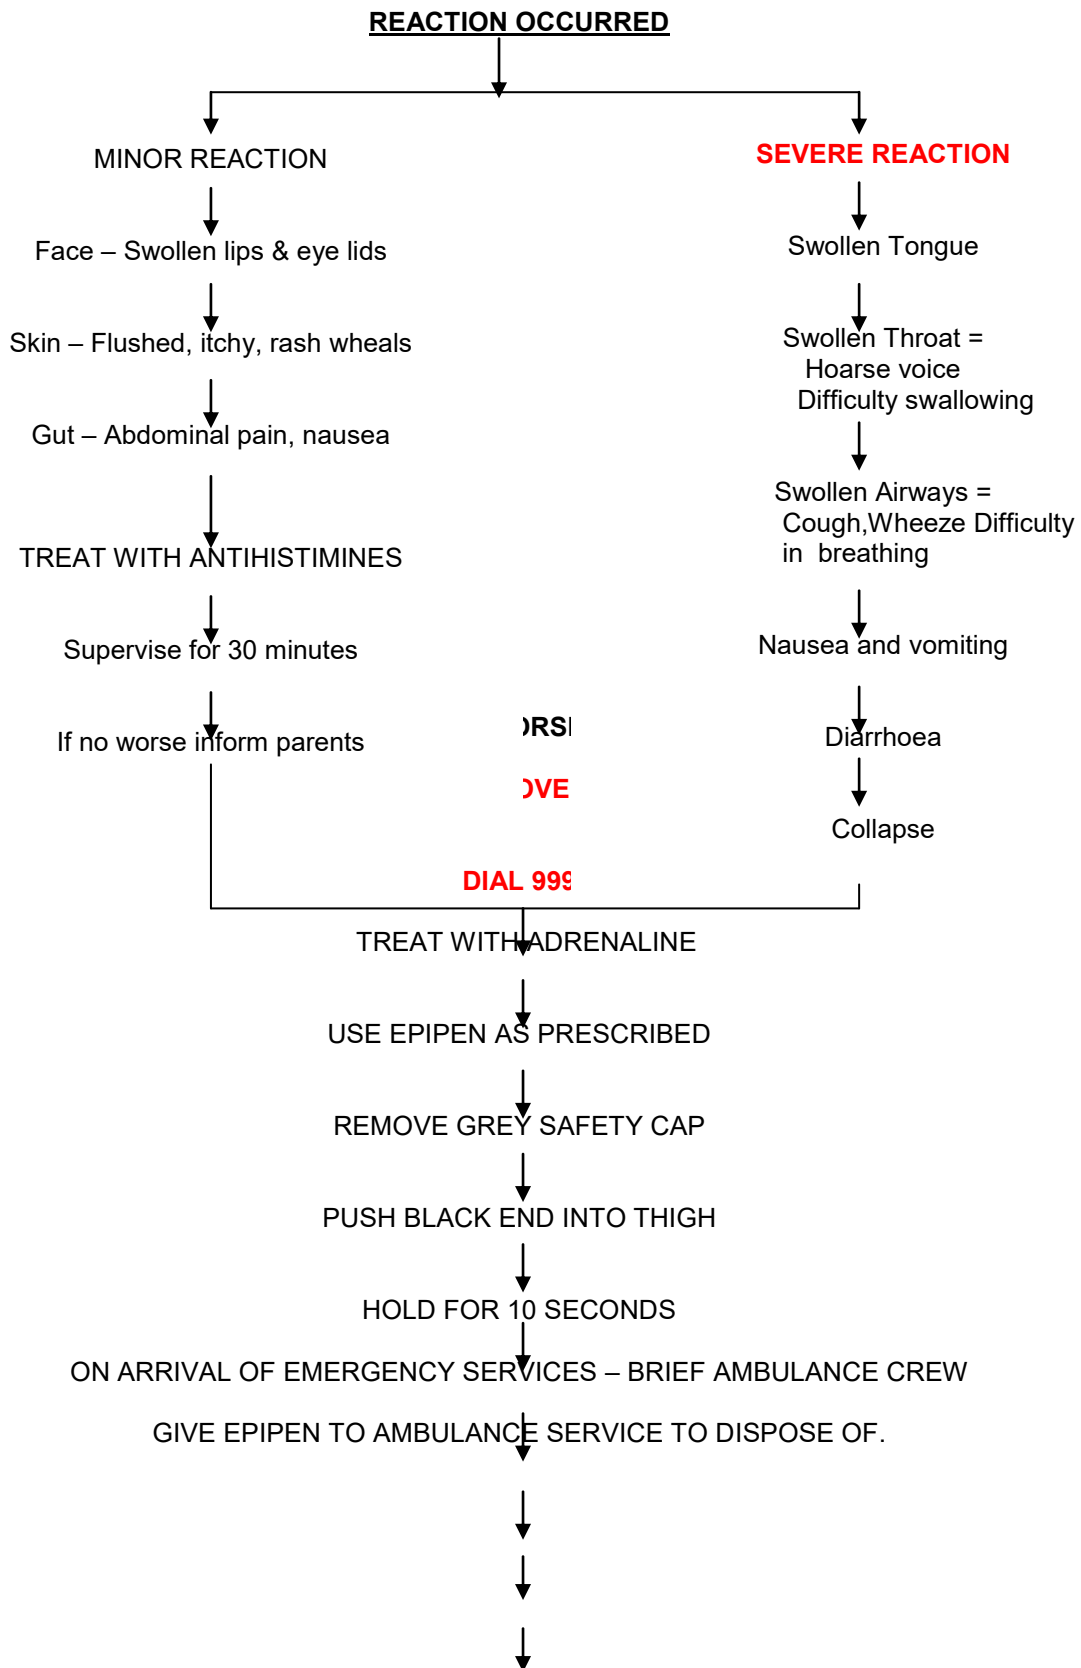 REACTION OCCURRED
MINOR REACTION
SEVERE REACTION
Face – Swollen lips & eye lids
Swollen Tongue
Skin – Flushed, itchy, rash wheals
Swollen Throat =
Hoarse voice
Difficulty swallowing
Gut – Abdominal pain, nausea
Swollen Airways =
Cough,Wheeze Difficulty
in breathing
TREAT WITH ANTIHISTIMINES
Supervise for 30 minutes
Nausea and vomiting
If no worse inform parents
Diarrhoea
Collapse
DIAL 999
TREAT WITH ADRENALINE
USE EPIPEN AS PRESCRIBED
REMOVE GREY SAFETY CAP
PUSH BLACK END INTO THIGH
HOLD FOR 10 SECONDS
ON ARRIVAL OF EMERGENCY SERVICES – BRIEF AMBULANCE CREW
GIVE EPIPEN TO AMBULANCE SERVICE TO DISPOSE OF.